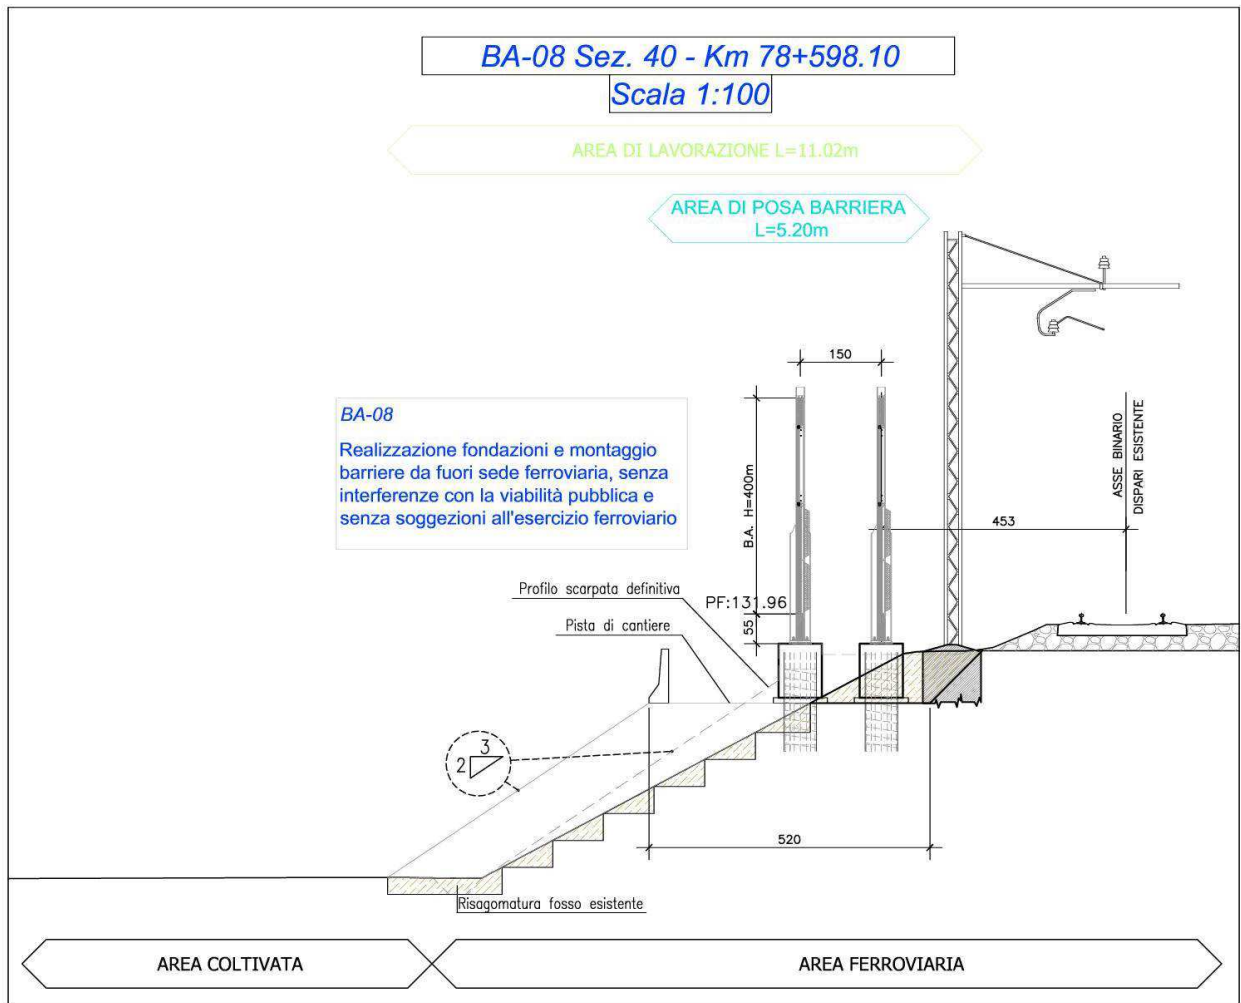 BA-08 Sez. 40 - Km 78+598.10
Scala 1:100
AREA DI LAVORAZIONE L=11.02m
AREA DI POSA BARRIERA
L=5.20m
150
BA-08
Realizzazione fondazioni e montaggio
barriere da fuori sede ferroviaria, senza
interferenze con la viabilità pubblica e
senza soggezioni all'esercizio ferroviario
B.A. H=400m
ASSE BINARIO
DISPARI ESISTENTE
453
Profilo scarpata definitiva
PF:131.96
Pista di cantiere
55
3
2
520
Risagomatura fosso esistente
AREA COLTIVATA
AREA FERROVIARIA